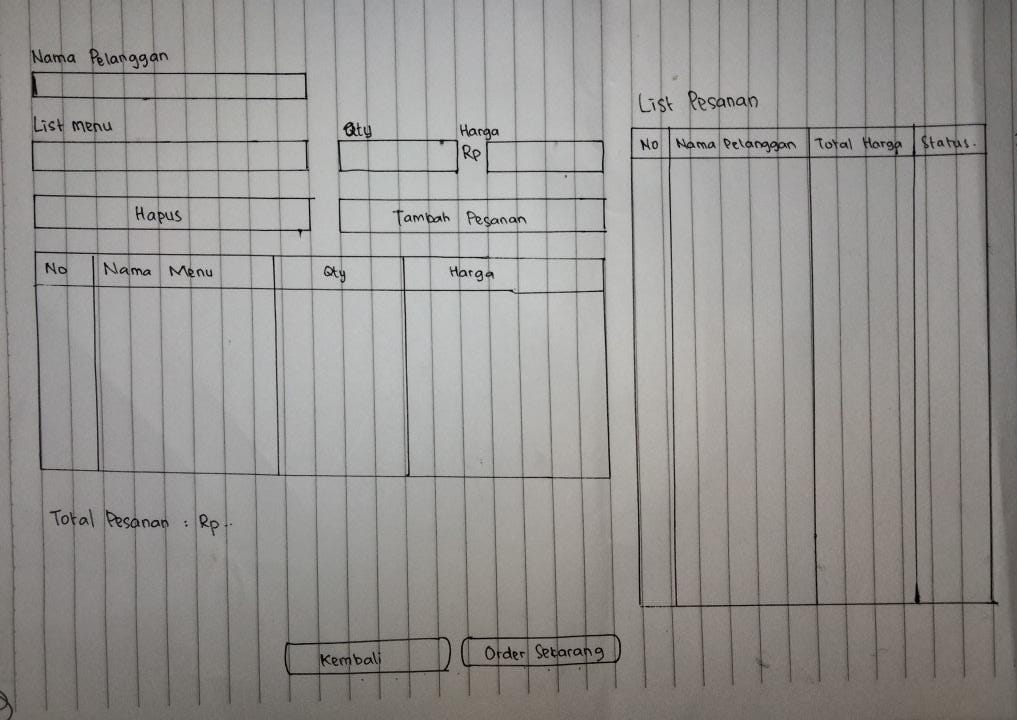 Nama Pelanggan
List menu
Qty
Harga
Rp
Hapus
Tambah Pesanan
No Nama Menu Qty Harga
Total Pesanan : Rp..
Kembali
Order Sekarang
List Pesanan
No Nama Pelanggan Total Harga Status.